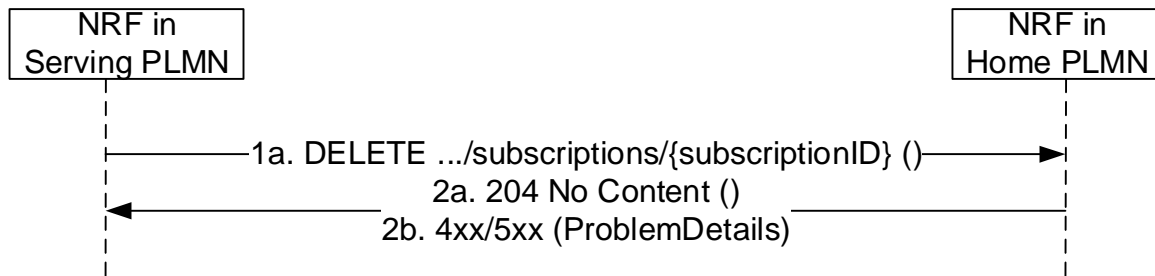 NRF in
Serving PLMN
NRF in
Home PLMN
1a. DELETE .../subscriptions/{subscriptionID} ()
2a. 204 No Content ()
2b. 4xx/5xx (ProblemDetails)